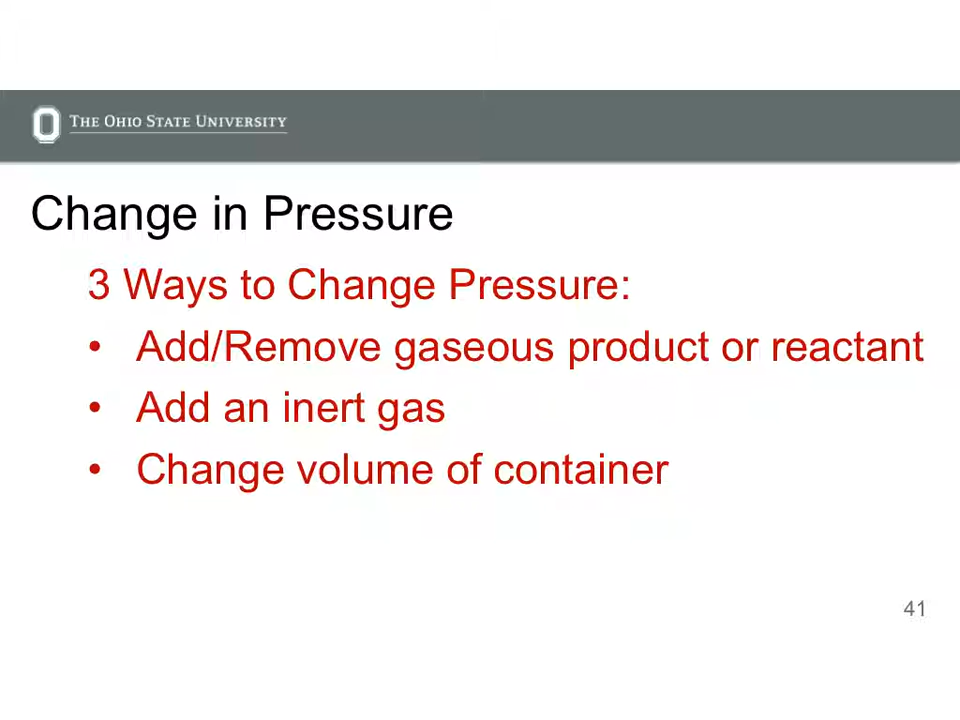 THE OHIO STATE UNIVERSITY
Change in Pressure
3 Ways to Change Pressure:
• Add/Remove gaseous product or reactant
• Add an inert gas
• Change volume of container
41